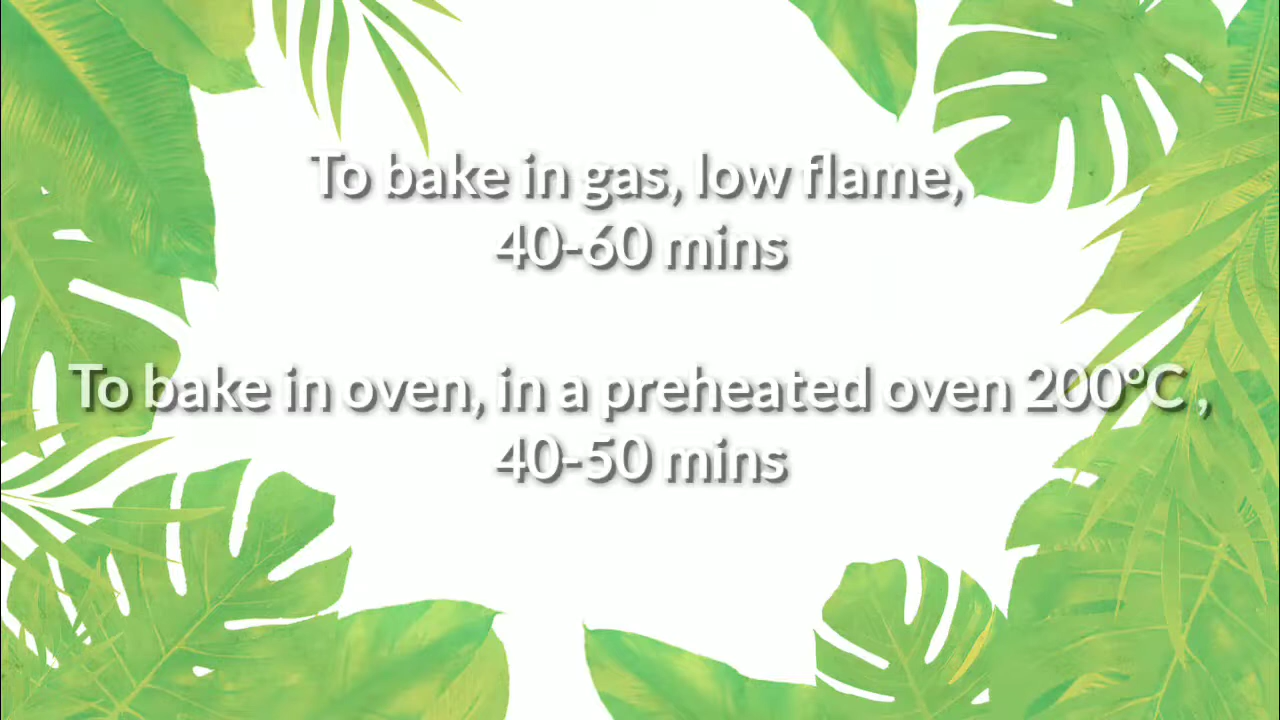 To bake in gas, low flame,
40-60 mins
To bake in oven, in a preheated oven 200°C ,
40-50 mins